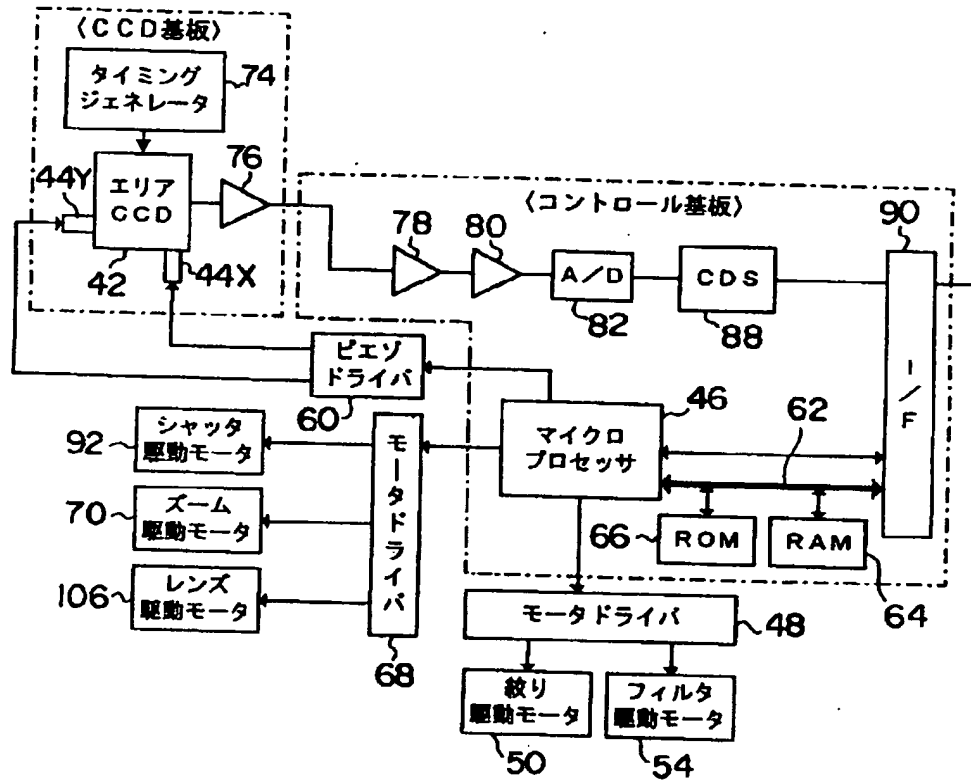 〈CCD基板〉
タイミング
ジェネレータ
74
44Y
エリア
CCD
42
44X
76
〈コントロール基板〉
78
80
A/D
82
CDS
88
90
I/F
ピエゾ
ドライバ
60
46
マイクロ
プロセッサ
62
66
ROM
RAM
64
92
シャッタ
駆動モータ
70
ズーム
駆動モータ
106
レンズ
駆動モータ
モータドライバ
68
モータドライバ
48
絞り
駆動モータ
50
フィルタ
駆動モータ
54